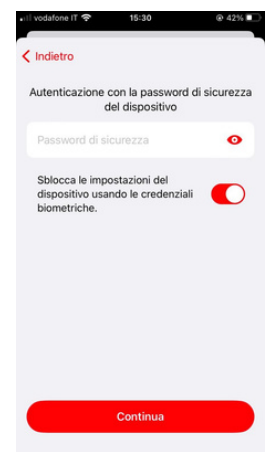 vodafone IT 15:30 42%
Indietro
Autenticazione con la password di sicurezza
del dispositivo
Password di sicurezza
Sblocca le impostazioni del
dispositivo usando le credenziali
biometriche.
Continua